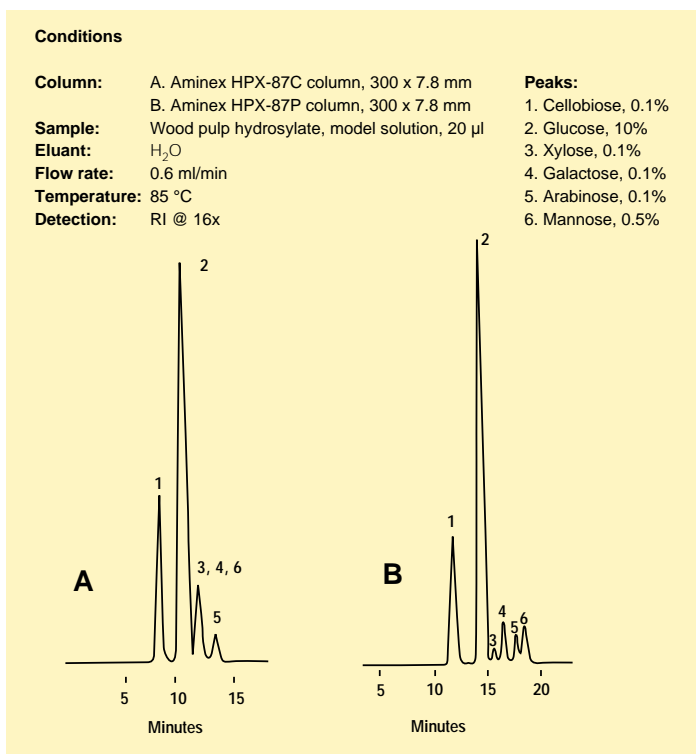 Conditions
Column: A. Aminex HPX-87C column, 300 x 7.8 mm
B. Aminex HPX-87P column, 300 x 7.8 mm
Sample: Wood pulp hydrosylate, model solution, 20 µl
Eluant: H₂O
Flow rate: 0.6 ml/min
Temperature: 85 °C
Detection: RI @ 16x
Peaks:
1. Cellobiose, 0.1%
2. Glucose, 10%
3. Xylose, 0.1%
4. Galactose, 0.1%
5. Arabinose, 0.1%
6. Mannose, 0.5%
2
1
3, 4, 6
5
A
5 10 15
Minutes
2
1
4
3
5
6
B
5 10 15 20
Minutes